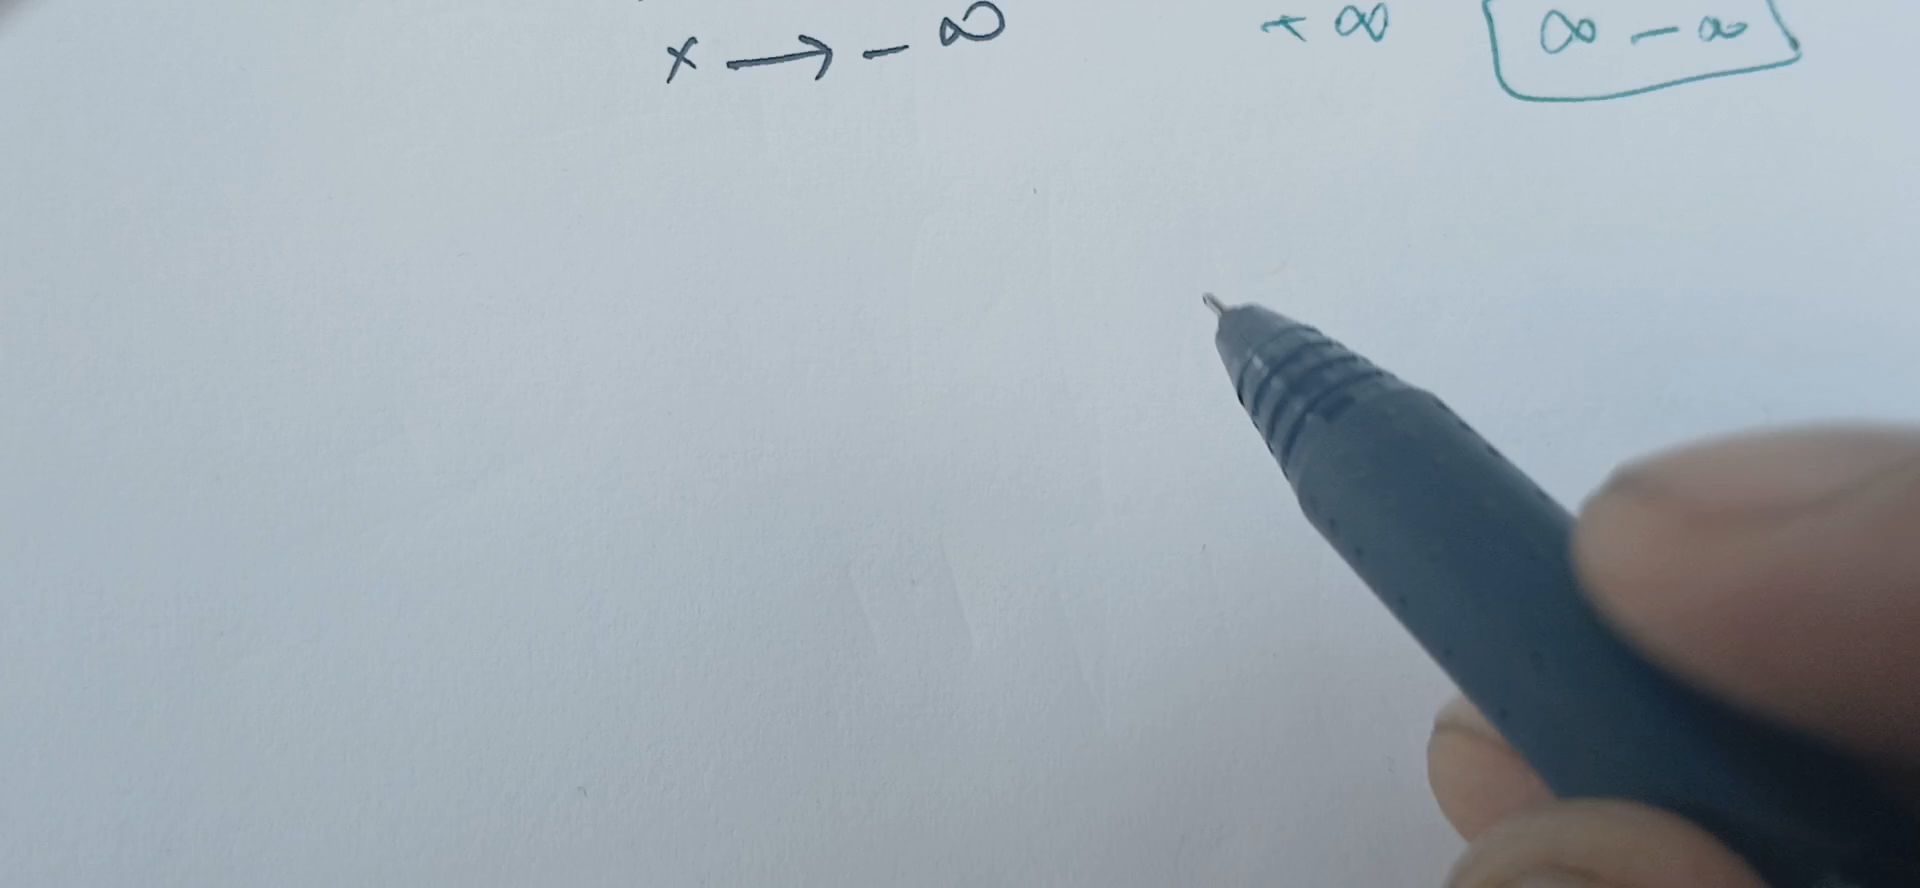 x → - ∞ + ∞ ∞ - ∞